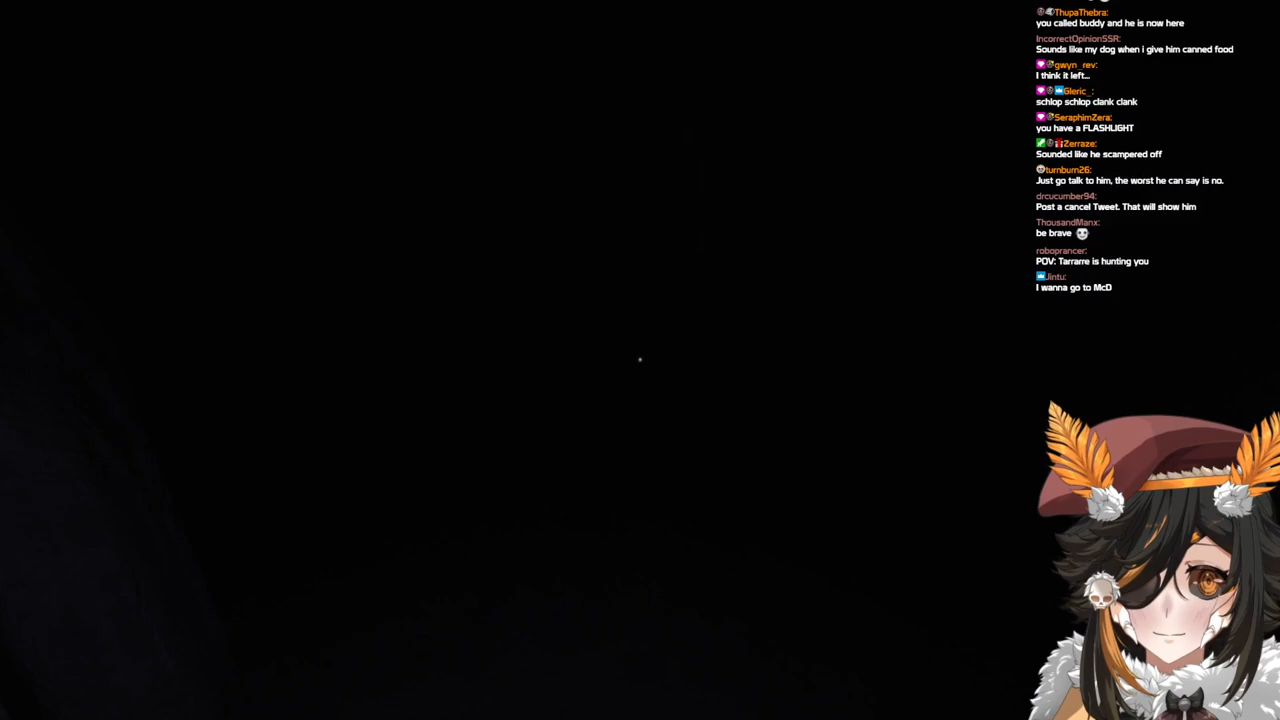 ThupaThebra:
you called buddy and he is now here
IncorrectOpinionSSR:
Sounds like my dog when i give him canned food
gwyn_rev:
I think it left...
Gleric_:
schlop schlop clank clank
SeraphimZera:
you have a FLASHLIGHT
Zerraze:
Sounded like he scampered off
turnburn26:
Just go talk to him, the worst he can say is no.
drcucumber94:
Post a cancel Tweet. That will show him
ThousandManx:
be brave
roboprancer:
POV: Tarrarre is hunting you
Jintu:
I wanna go to McD